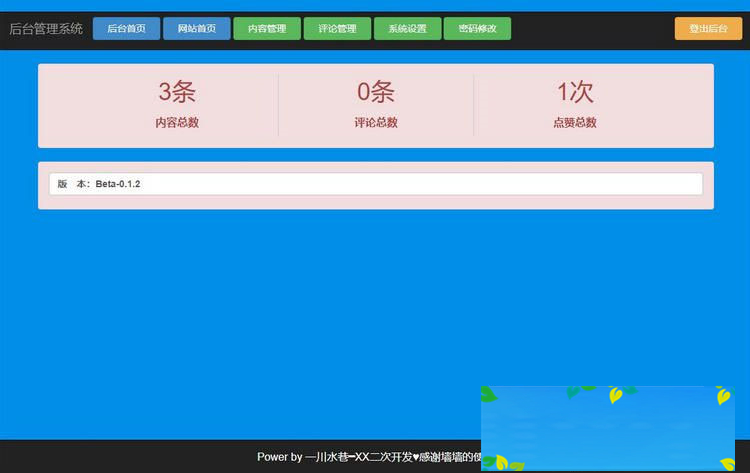 后台管理系统 后台首页 网站首页 内容管理 评论管理 系统设置 密码修改 登出后台
3条 0条 1次
内容总数 评论总数 点赞总数
版 本：Beta-0.1.2
Power by 一川水巷━XX二次开发♥感谢墙墙的使